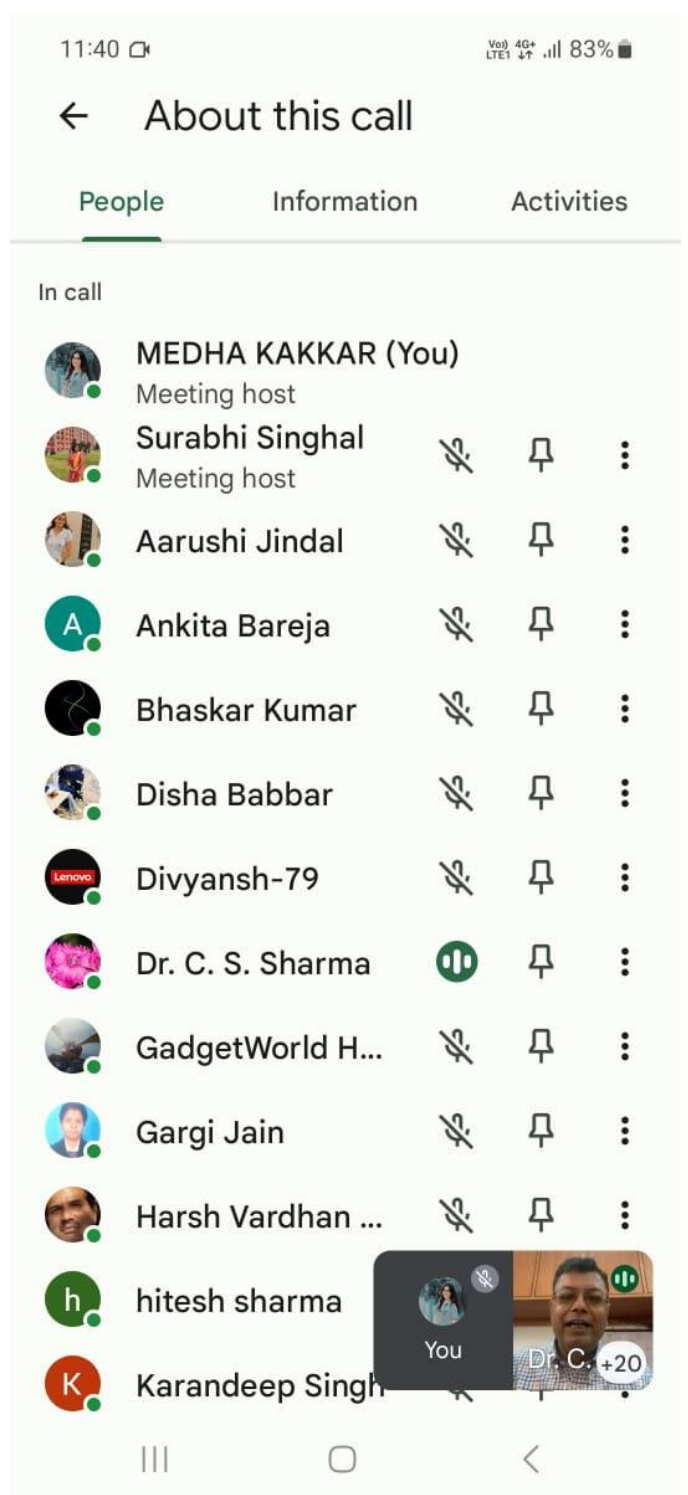 11:40 Vo) 4G+ 83%
LTE1
About this call
People Information Activities
In call
MEDHA KAKKAR (You)
Meeting host
Surabhi Singhal
Meeting host
Aarushi Jindal
A Ankita Bareja
Bhaskar Kumar
Disha Babbar
Lenovo Divyansh-79
Dr. C. S. Sharma
GadgetWorld H...
Gargi Jain
Harsh Vardhan ...
h hitesh sharma
You Dr. C. +20
K Karandeep Singh